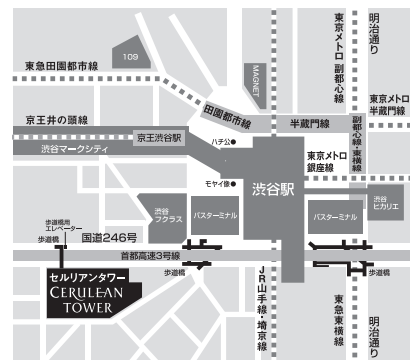 109
東急田園都市線
MAGNET
東京メトロ 副都心線
明治通り
田園都市線
半蔵門線
東京メトロ
半蔵門線
副都心線・東横線
京王井の頭線
京王渋谷駅
渋谷マークシティ
ハチ公
モヤイ像
渋谷駅
東京メトロ
銀座線
渋谷
フクラス
バスターミナル
バスターミナル
渋谷
ヒカリエ
歩道橋用
エレベーター
歩道橋
国道246号
首都高速3号線
歩道橋
歩道橋
セルリアンタワー
CERULEAN
TOWER
JR山手線・埼京線
東急東横線
明治通り